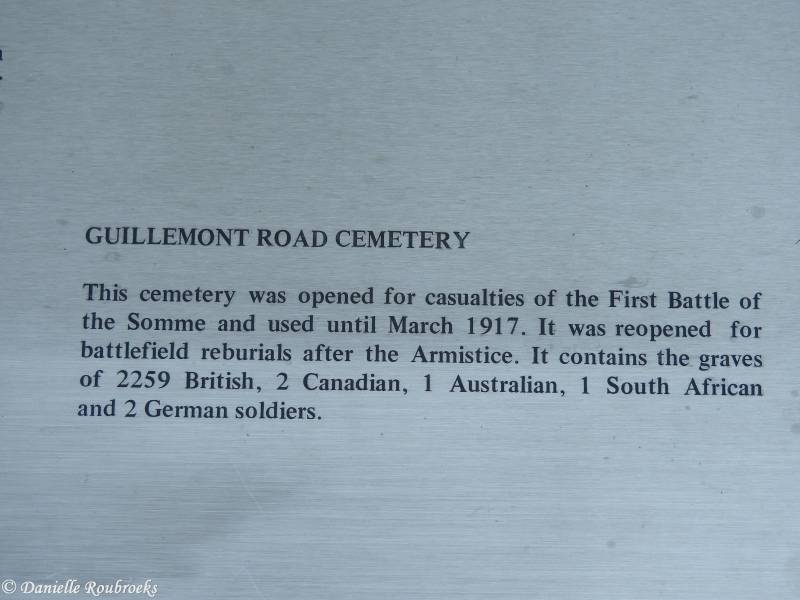 GUILLEMONT ROAD CEMETERY
This cemetery was opened for casualties of the First Battle of
the Somme and used until March 1917. It was reopened for
battlefield reburials after the Armistice. It contains the graves
of 2259 British, 2 Canadian, 1 Australian, 1 South African
and 2 German soldiers.
© Danielle Roubroeks